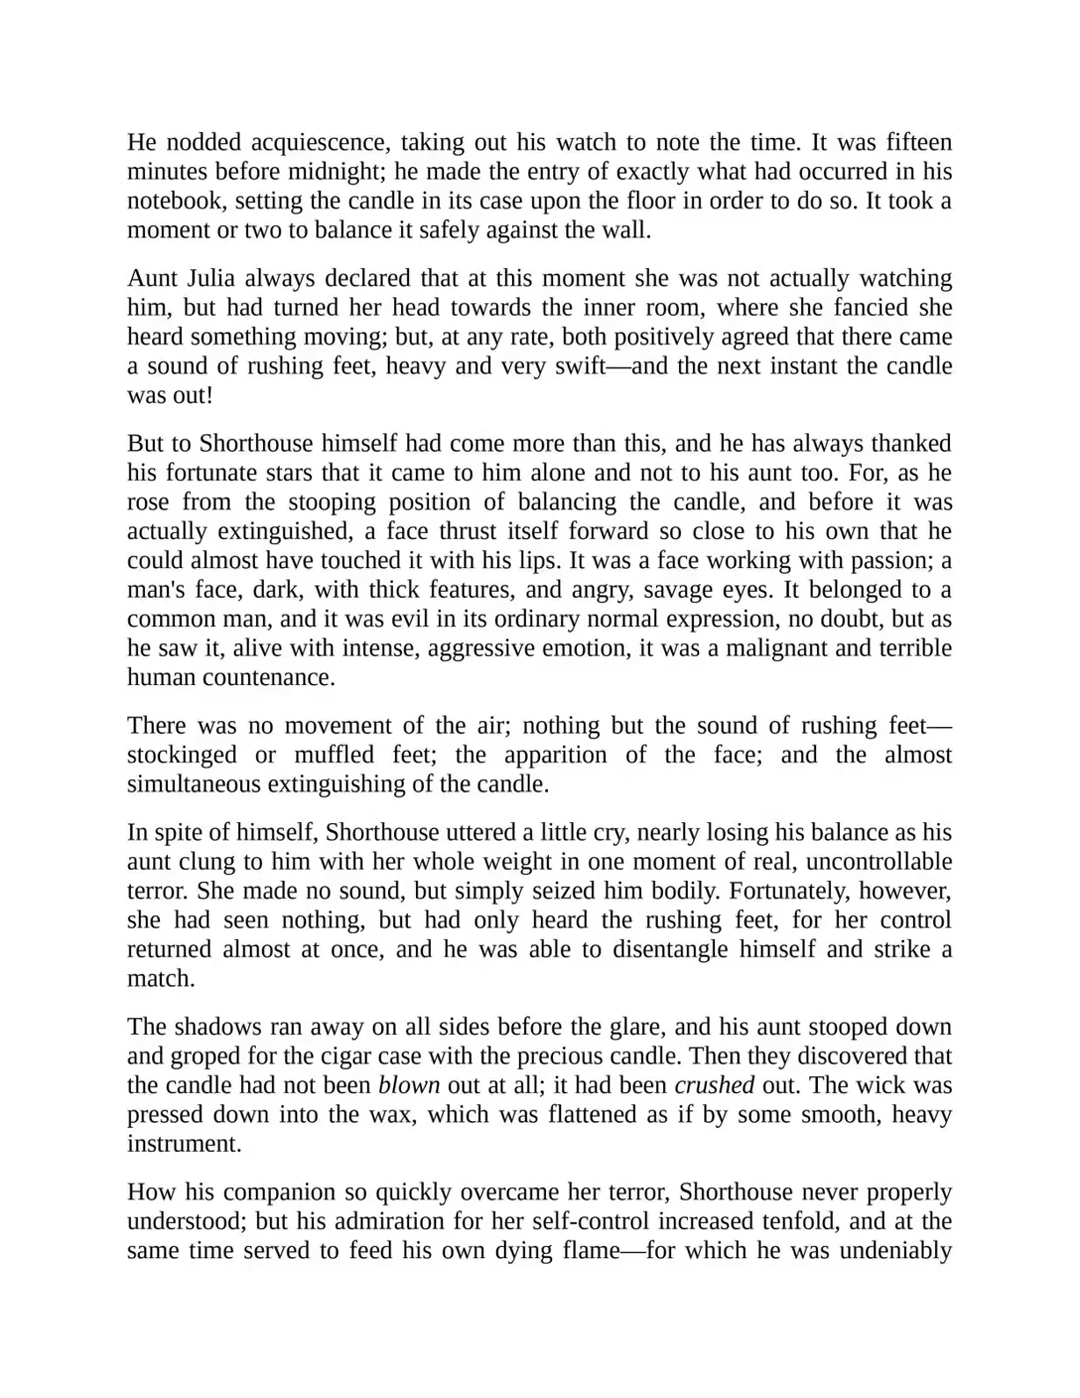 He nodded acquiescence, taking out his watch to note the time. It was fifteen
minutes before midnight; he made the entry of exactly what had occurred in his
notebook, setting the candle in its case upon the floor in order to do so. It took a
moment or two to balance it safely against the wall.
Aunt Julia always declared that at this moment she was not actually watching
him, but had turned her head towards the inner room, where she fancied she
heard something moving; but, at any rate, both positively agreed that there came
a sound of rushing feet, heavy and very swift—and the next instant the candle
was out!
But to Shorthouse himself had come more than this, and he has always thanked
his fortunate stars that it came to him alone and not to his aunt too. For, as he
rose from the stooping position of balancing the candle, and before it was
actually extinguished, a face thrust itself forward so close to his own that he
could almost have touched it with his lips. It was a face working with passion; a
man's face, dark, with thick features, and angry, savage eyes. It belonged to a
common man, and it was evil in its ordinary normal expression, no doubt, but as
he saw it, alive with intense, aggressive emotion, it was a malignant and terrible
human countenance.
There was no movement of the air; nothing but the sound of rushing feet—
stockinged or muffled feet; the apparition of the face; and the almost
simultaneous extinguishing of the candle.
In spite of himself, Shorthouse uttered a little cry, nearly losing his balance as his
aunt clung to him with her whole weight in one moment of real, uncontrollable
terror. She made no sound, but simply seized him bodily. Fortunately, however,
she had seen nothing, but had only heard the rushing feet, for her control
returned almost at once, and he was able to disentangle himself and strike a
match.
The shadows ran away on all sides before the glare, and his aunt stooped down
and groped for the cigar case with the precious candle. Then they discovered that
the candle had not been blown out at all; it had been crushed out. The wick was
pressed down into the wax, which was flattened as if by some smooth, heavy
instrument.
How his companion so quickly overcame her terror, Shorthouse never properly
understood; but his admiration for her self-control increased tenfold, and at the
same time served to feed his own dying flame—for which he was undeniably